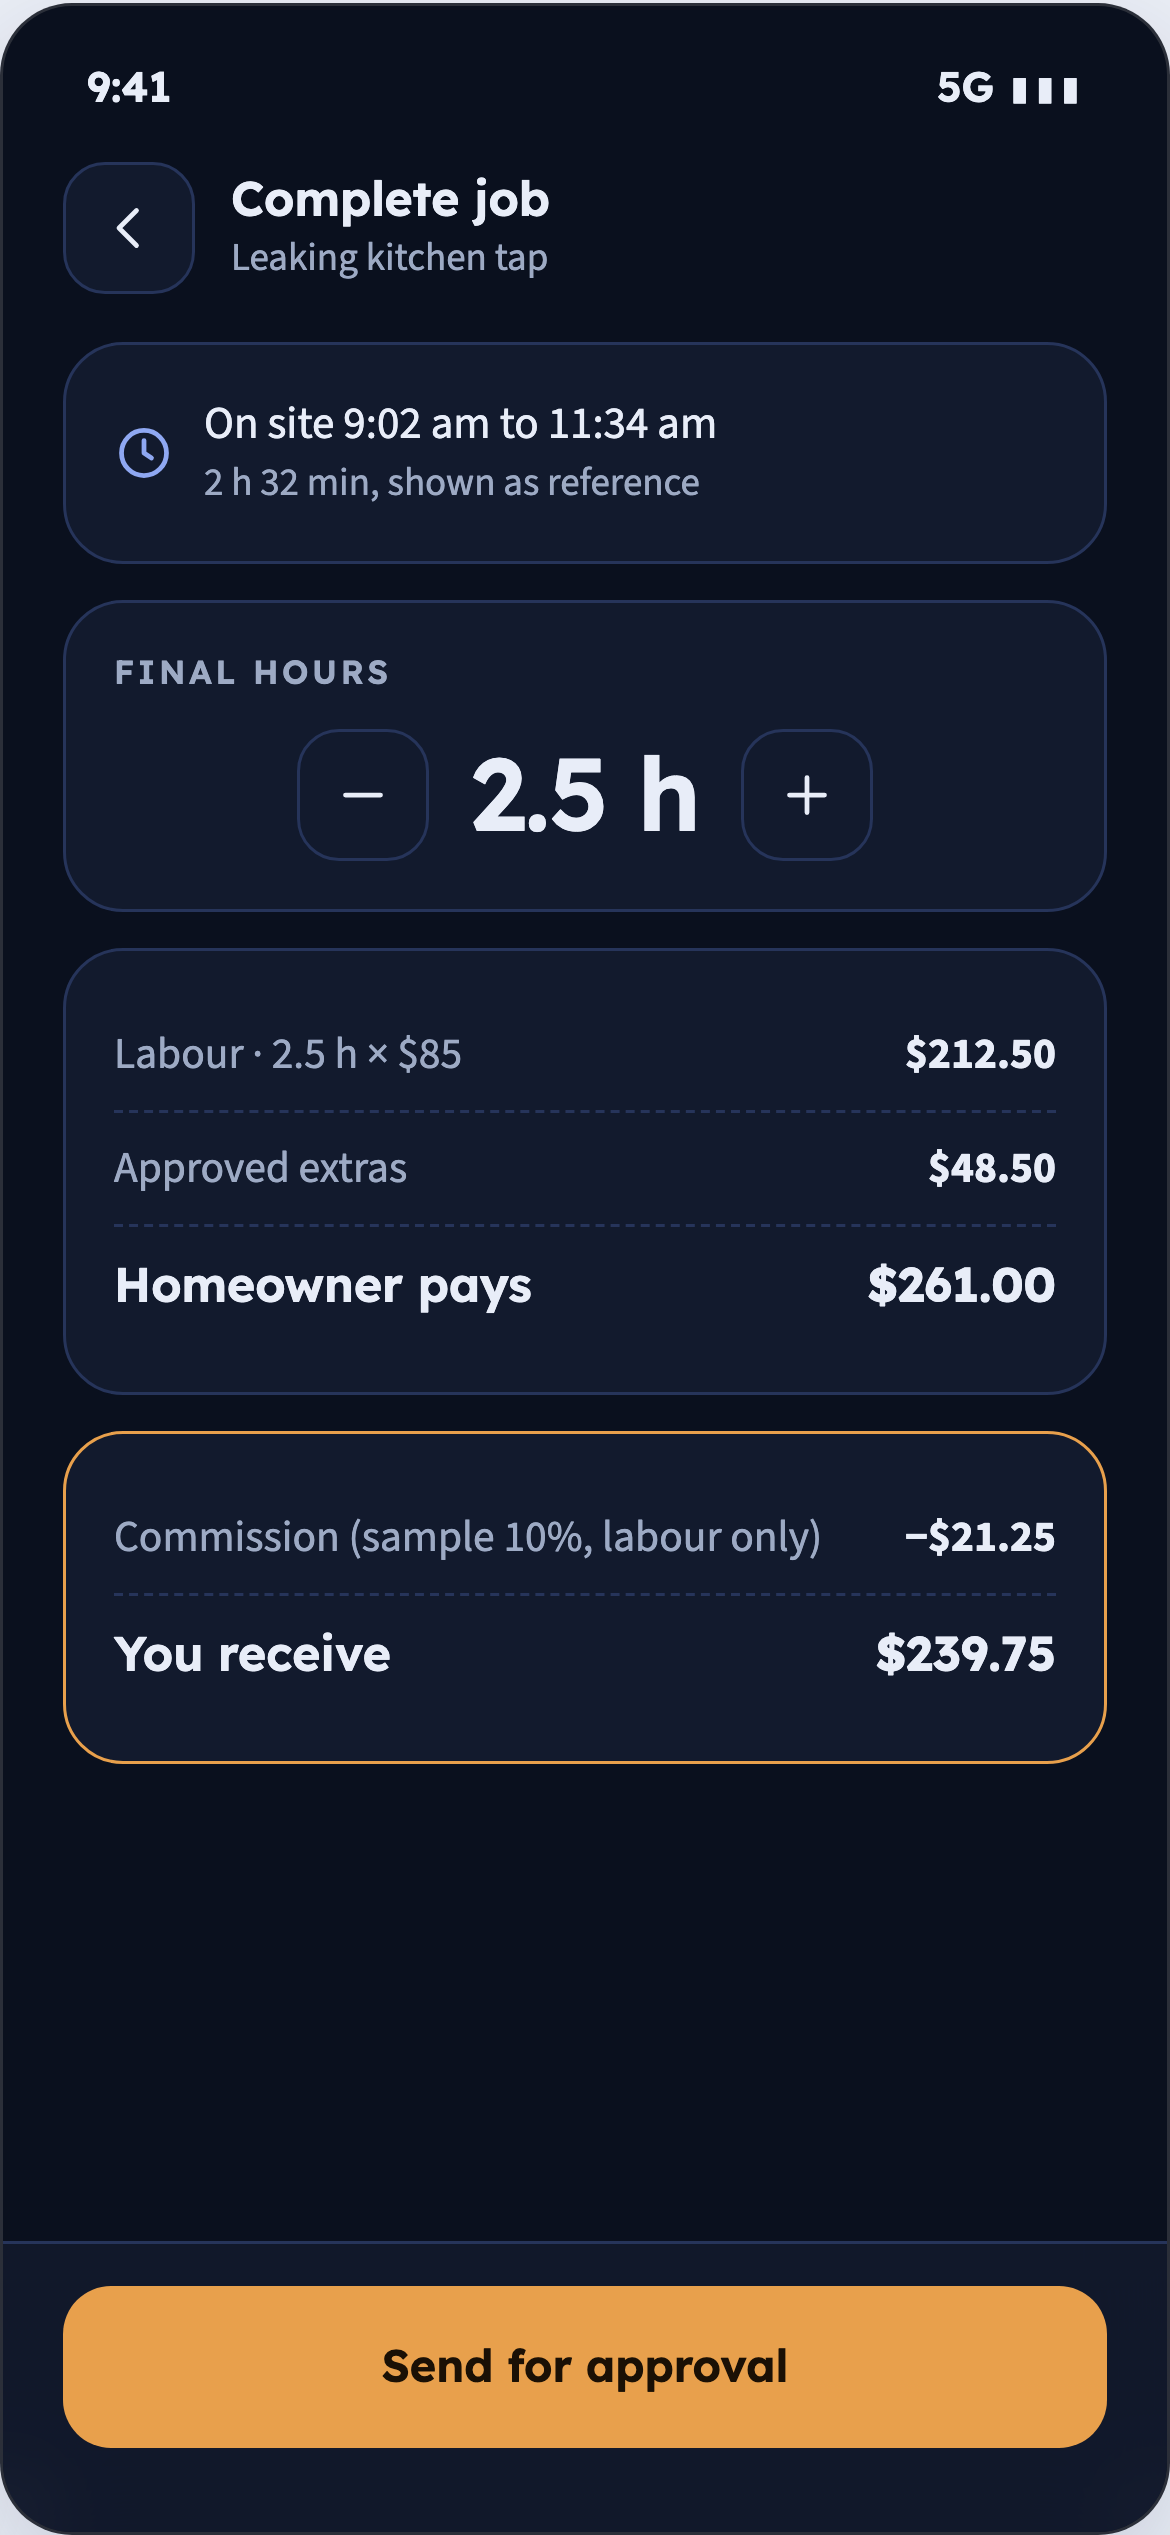 9:41 5G
Complete job
Leaking kitchen tap
On site 9:02 am to 11:34 am
2 h 32 min, shown as reference
FINAL HOURS
− 2.5 h +
Labour · 2.5 h × $85 $212.50
Approved extras $48.50
Homeowner pays $261.00
Commission (sample 10%, labour only) −$21.25
You receive $239.75
Send for approval